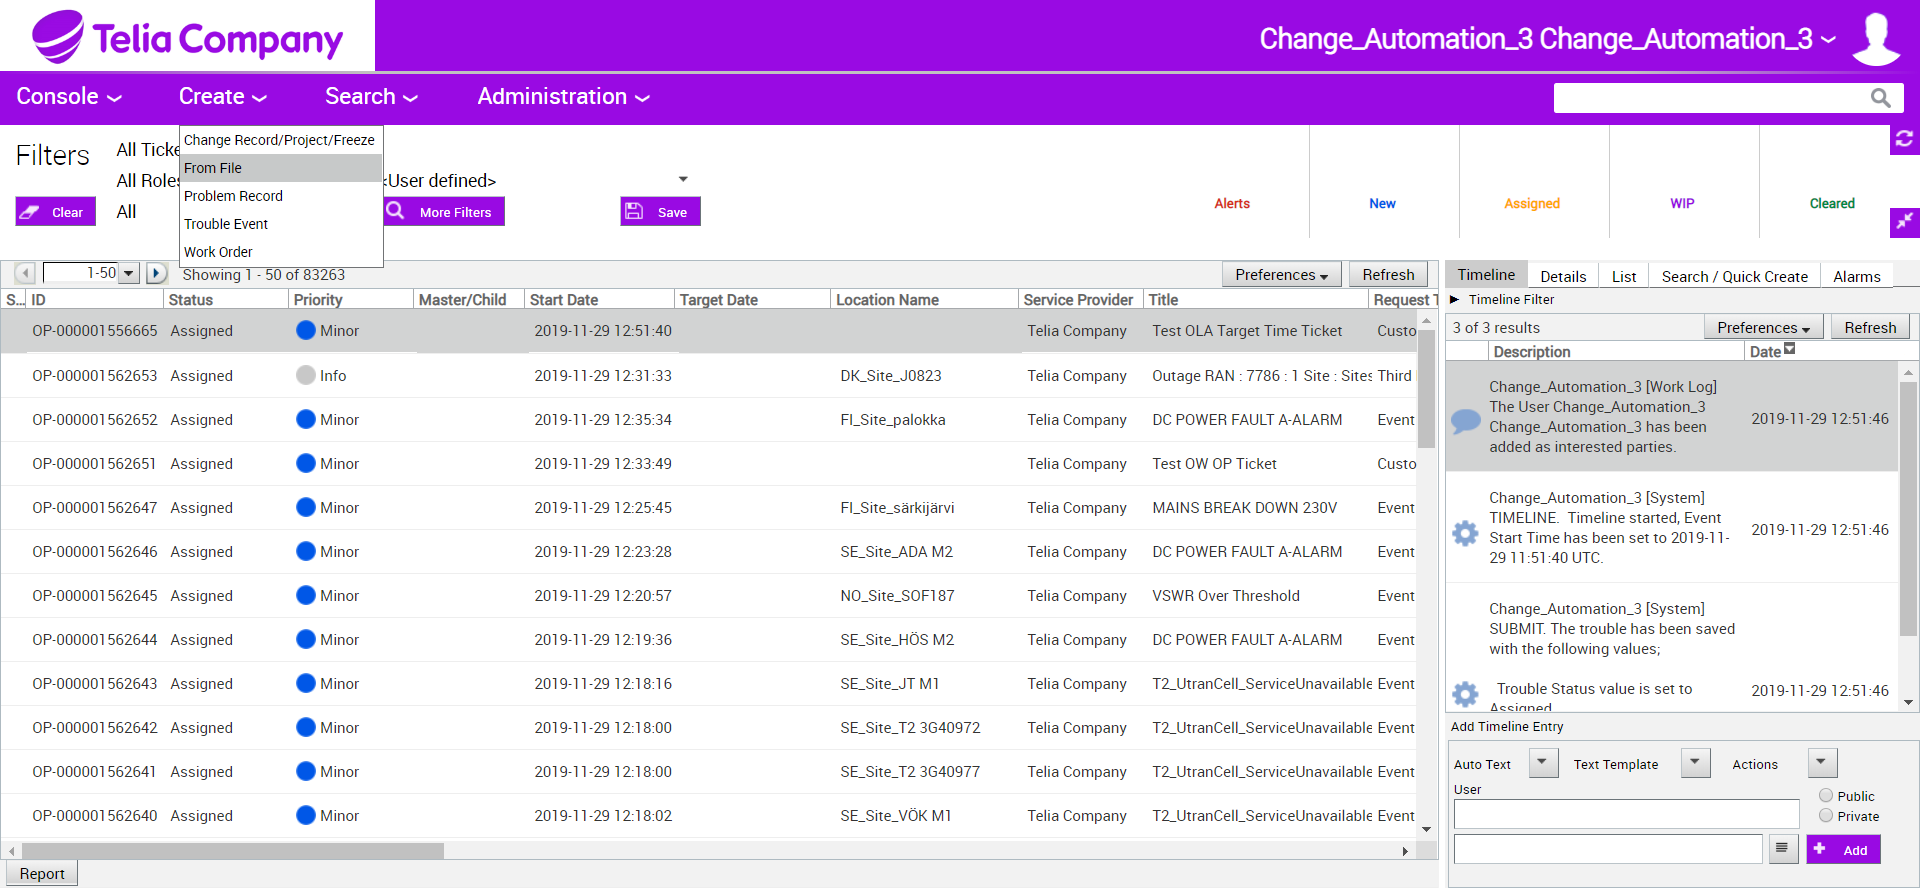 Telia Company
Change_Automation_3 Change_Automation_3
Console
Create
Search
Administration
Change Record/Project/Freeze
From File
Problem Record
Trouble Event
Work Order
Filters
All Ticke
All Roles
<User defined>
Clear
All
More Filters
Save
Alerts
New
Assigned
WIP
Cleared
1-50
Showing 1 - 50 of 83263
Preferences
Refresh
S... ID Status Priority Master/Child Start Date Target Date Location Name Service Provider Title Request T
OP-000001556665 Assigned Minor 2019-11-29 12:51:40 Telia Company Test OLA Target Time Ticket Custo
OP-000001562653 Assigned Info 2019-11-29 12:31:33 DK_Site_J0823 Telia Company Outage RAN : 7786 : 1 Site : Sites Third
OP-000001562652 Assigned Minor 2019-11-29 12:35:34 FI_Site_palokka Telia Company DC POWER FAULT A-ALARM Event
OP-000001562651 Assigned Minor 2019-11-29 12:33:49 Telia Company Test OW OP Ticket Custo
OP-000001562647 Assigned Minor 2019-11-29 12:25:45 FI_Site_särkijärvi Telia Company MAINS BREAK DOWN 230V Event
OP-000001562646 Assigned Minor 2019-11-29 12:23:28 SE_Site_ADA M2 Telia Company DC POWER FAULT A-ALARM Event
OP-000001562645 Assigned Minor 2019-11-29 12:20:57 NO_Site_SOF187 Telia Company VSWR Over Threshold Event
OP-000001562644 Assigned Minor 2019-11-29 12:19:36 SE_Site_HÖS M2 Telia Company DC POWER FAULT A-ALARM Event
OP-000001562643 Assigned Minor 2019-11-29 12:18:16 SE_Site_JT M1 Telia Company T2_UtranCell_ServiceUnavailable Event
OP-000001562642 Assigned Minor 2019-11-29 12:18:00 SE_Site_T2 3G40972 Telia Company T2_UtranCell_ServiceUnavailable Event
OP-000001562641 Assigned Minor 2019-11-29 12:18:00 SE_Site_T2 3G40977 Telia Company T2_UtranCell_ServiceUnavailable Event
OP-000001562640 Assigned Minor 2019-11-29 12:18:02 SE_Site_VÖK M1 Telia Company T2_UtranCell_ServiceUnavailable Event
Report
Timeline
Details
List
Search / Quick Create
Alarms
Timeline Filter
3 of 3 results
Preferences
Refresh
Description Date
Change_Automation_3 [Work Log]
The User Change_Automation_3
Change_Automation_3 has been
added as interested parties.
2019-11-29 12:51:46
Change_Automation_3 [System]
TIMELINE. Timeline started, Event
Start Time has been set to 2019-11-
29 11:51:40 UTC.
2019-11-29 12:51:46
Change_Automation_3 [System]
SUBMIT. The trouble has been saved
with the following values;
Trouble Status value is set to
Assigned
2019-11-29 12:51:46
Add Timeline Entry
Auto Text
Text Template
Actions
User
Public
Private
Add